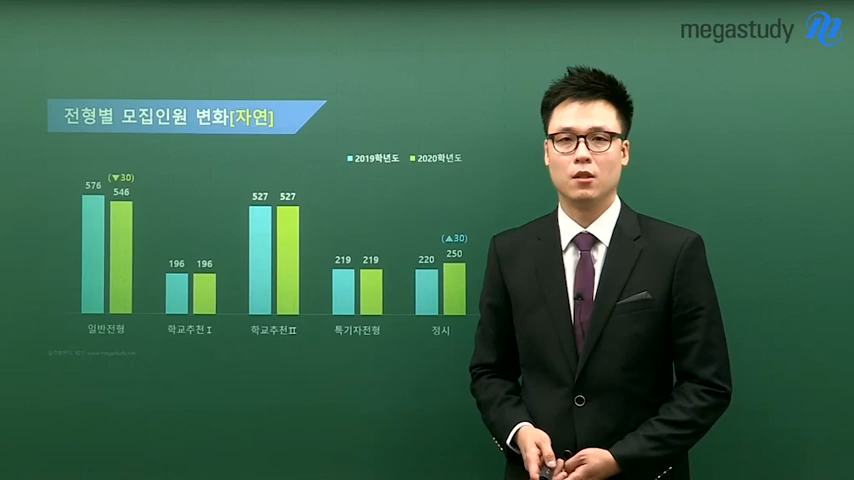 megastudy
전형별 모집인원 변화[자연]
2019학년도 2020학년도
576 (▼30) 546
196 196
527 527
219 219
220 (▲30) 250
일반전형 학교추천Ⅰ 학교추천Ⅱ 특기자전형 정시